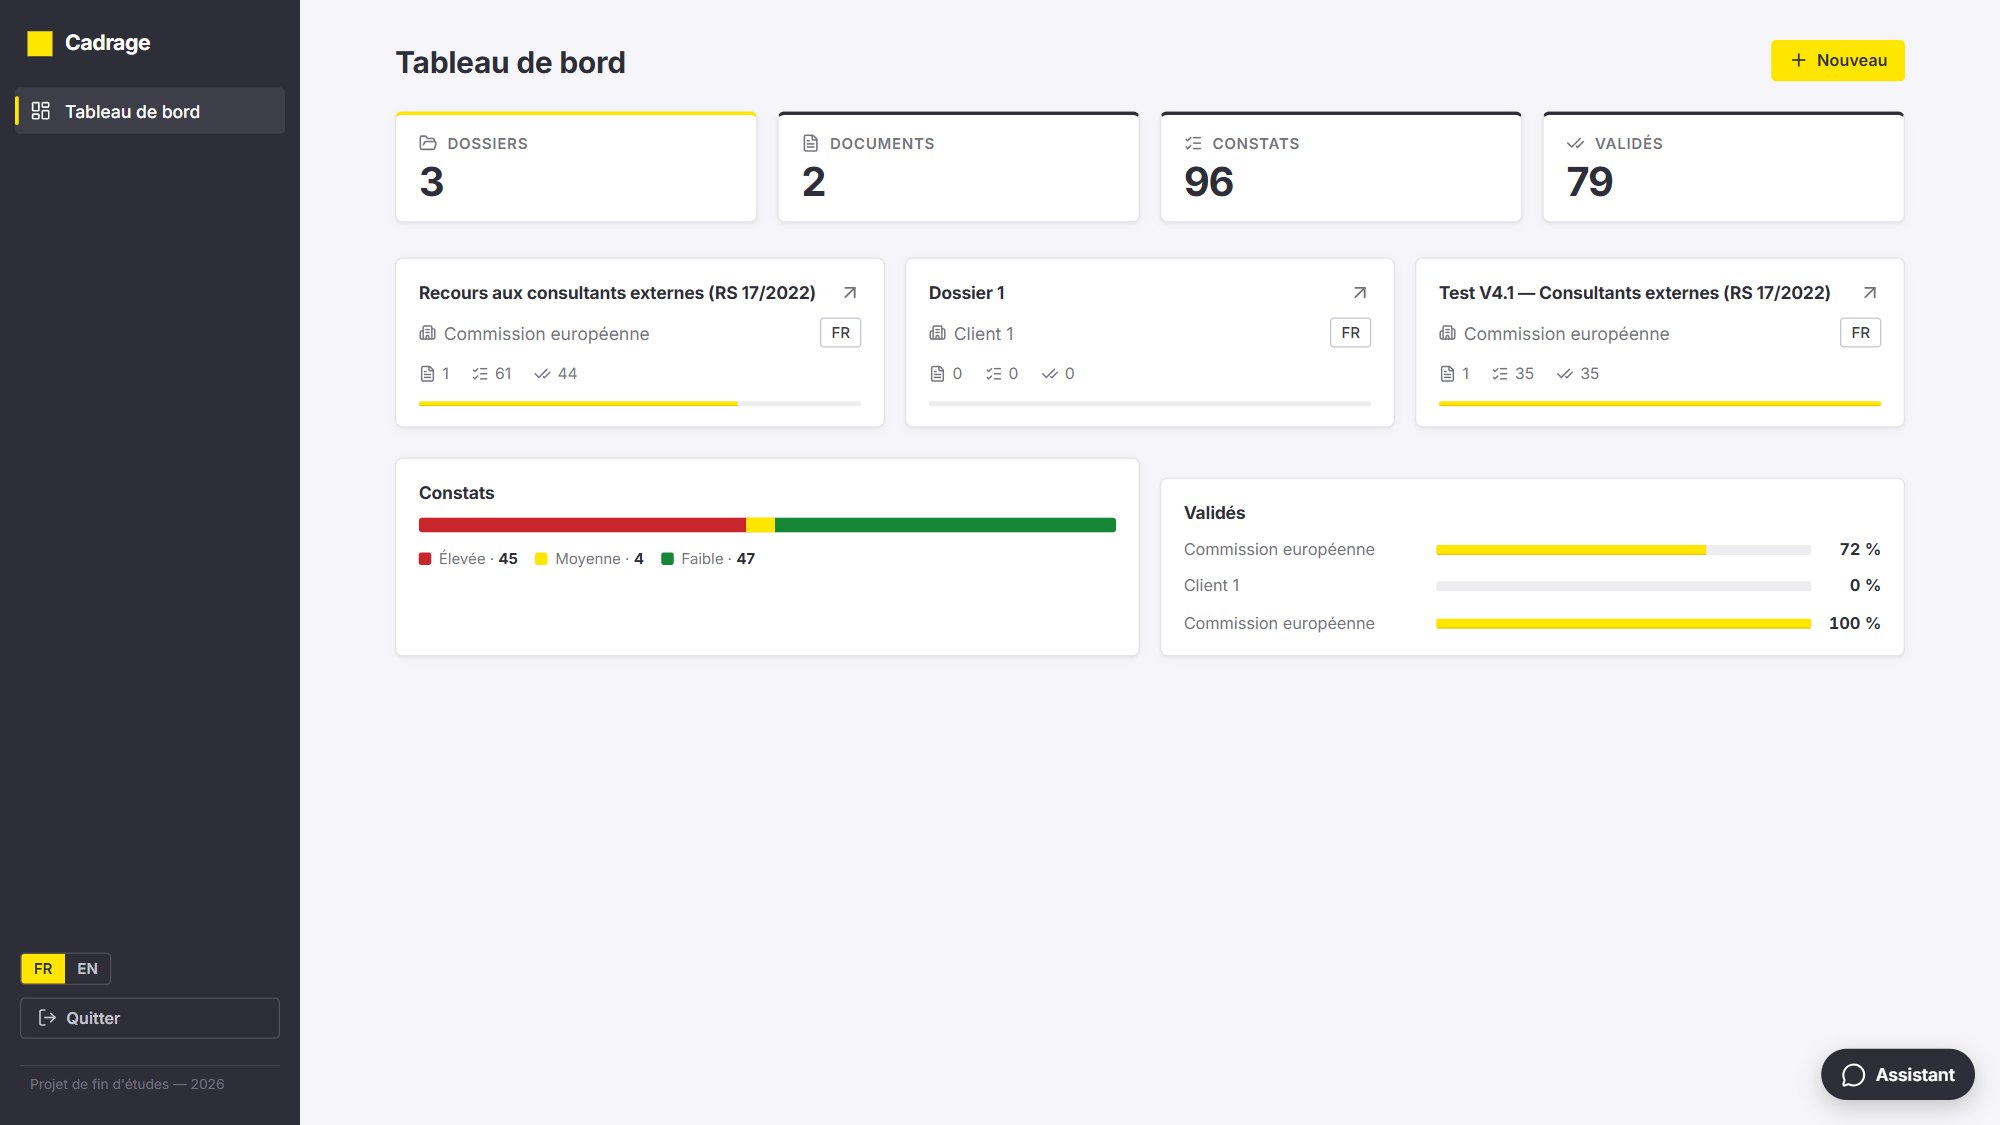 Cadrage
Tableau de bord
FR EN
Quitter
Projet de fin d'études — 2026
Tableau de bord
+ Nouveau
DOSSIERS
3
DOCUMENTS
2
CONSTATS
96
VALIDÉS
79
Recours aux consultants externes (RS 17/2022)
Commission européenne FR
1 61 44
Dossier 1
Client 1 FR
0 0 0
Test V4.1 — Consultants externes (RS 17/2022)
Commission européenne FR
1 35 35
Constats
Élevée · 45 Moyenne · 4 Faible · 47
Validés
Commission européenne 72 %
Client 1 0 %
Commission européenne 100 %
Assistant